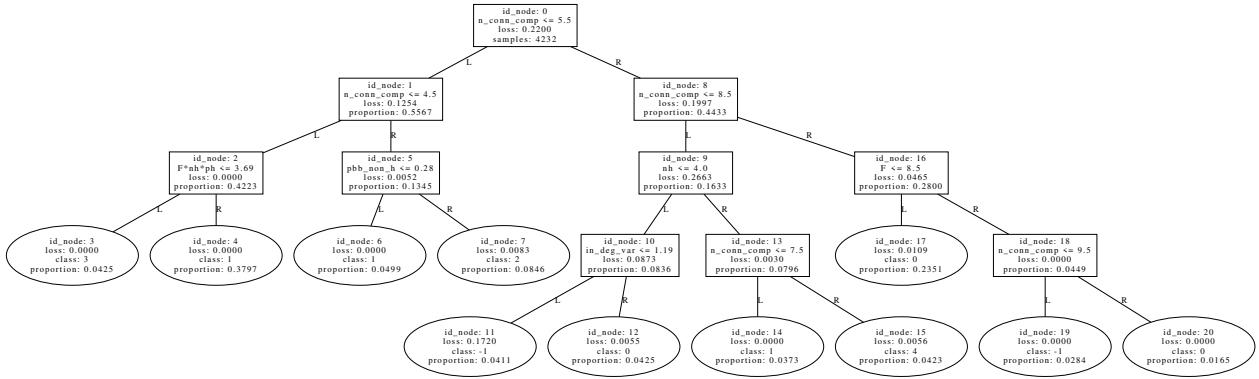 id_node: 0
n_conn_comp <= 5.5
loss: 0.2200
samples: 4232
L
R
id_node: 1
n_conn_comp <= 4.5
loss: 0.1254
proportion: 0.5567
id_node: 8
n_conn_comp <= 8.5
loss: 0.1997
proportion: 0.4433
L
R
L
R
id_node: 2
F*nh*ph <= 3.69
loss: 0.0000
proportion: 0.4223
id_node: 5
pbb_non_h <= 0.28
loss: 0.0052
proportion: 0.1345
id_node: 9
nh <= 4.0
loss: 0.2663
proportion: 0.1633
id_node: 16
F <= 8.5
loss: 0.0465
proportion: 0.2800
L
R
L
R
L
R
L
R
id_node: 3
loss: 0.0000
class: 3
proportion: 0.0425
id_node: 4
loss: 0.0000
class: 1
proportion: 0.3797
id_node: 6
loss: 0.0000
class: 1
proportion: 0.0499
id_node: 7
loss: 0.0083
class: 2
proportion: 0.0846
id_node: 10
in_deg_var <= 1.19
loss: 0.0873
proportion: 0.0836
id_node: 13
n_conn_comp <= 7.5
loss: 0.0030
proportion: 0.0796
id_node: 17
loss: 0.0109
class: 0
proportion: 0.2351
id_node: 18
n_conn_comp <= 9.5
loss: 0.0000
proportion: 0.0449
L
R
L
R
L
R
id_node: 11
loss: 0.1720
class: -1
proportion: 0.0411
id_node: 12
loss: 0.0055
class: 0
proportion: 0.0425
id_node: 14
loss: 0.0000
class: 1
proportion: 0.0373
id_node: 15
loss: 0.0056
class: 4
proportion: 0.0423
id_node: 19
loss: 0.0000
class: -1
proportion: 0.0284
id_node: 20
loss: 0.0000
class: 0
proportion: 0.0165